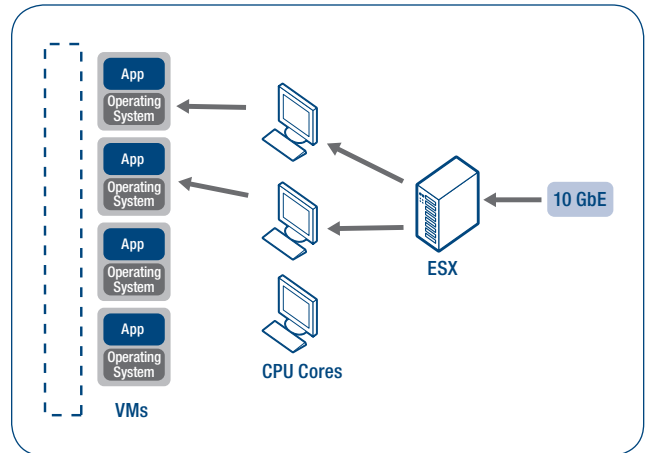 App
Operating
System
App
Operating
System
App
Operating
System
App
Operating
System
VMs
CPU Cores
ESX
10 GbE